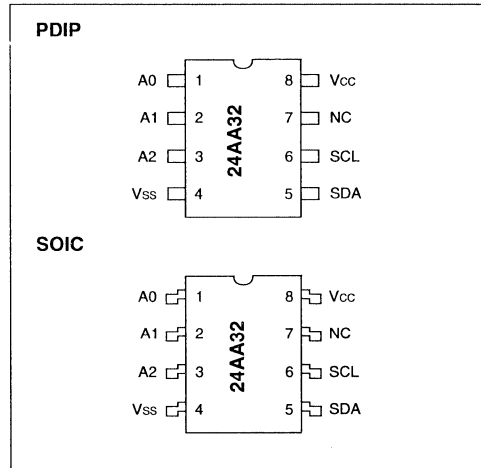 PDIP
A0 1 8 Vcc
A1 2 7 NC
A2 3 6 SCL
Vss 4 5 SDA
24AA32
SOIC
A0 1 8 Vcc
A1 2 7 NC
A2 3 6 SCL
Vss 4 5 SDA
24AA32